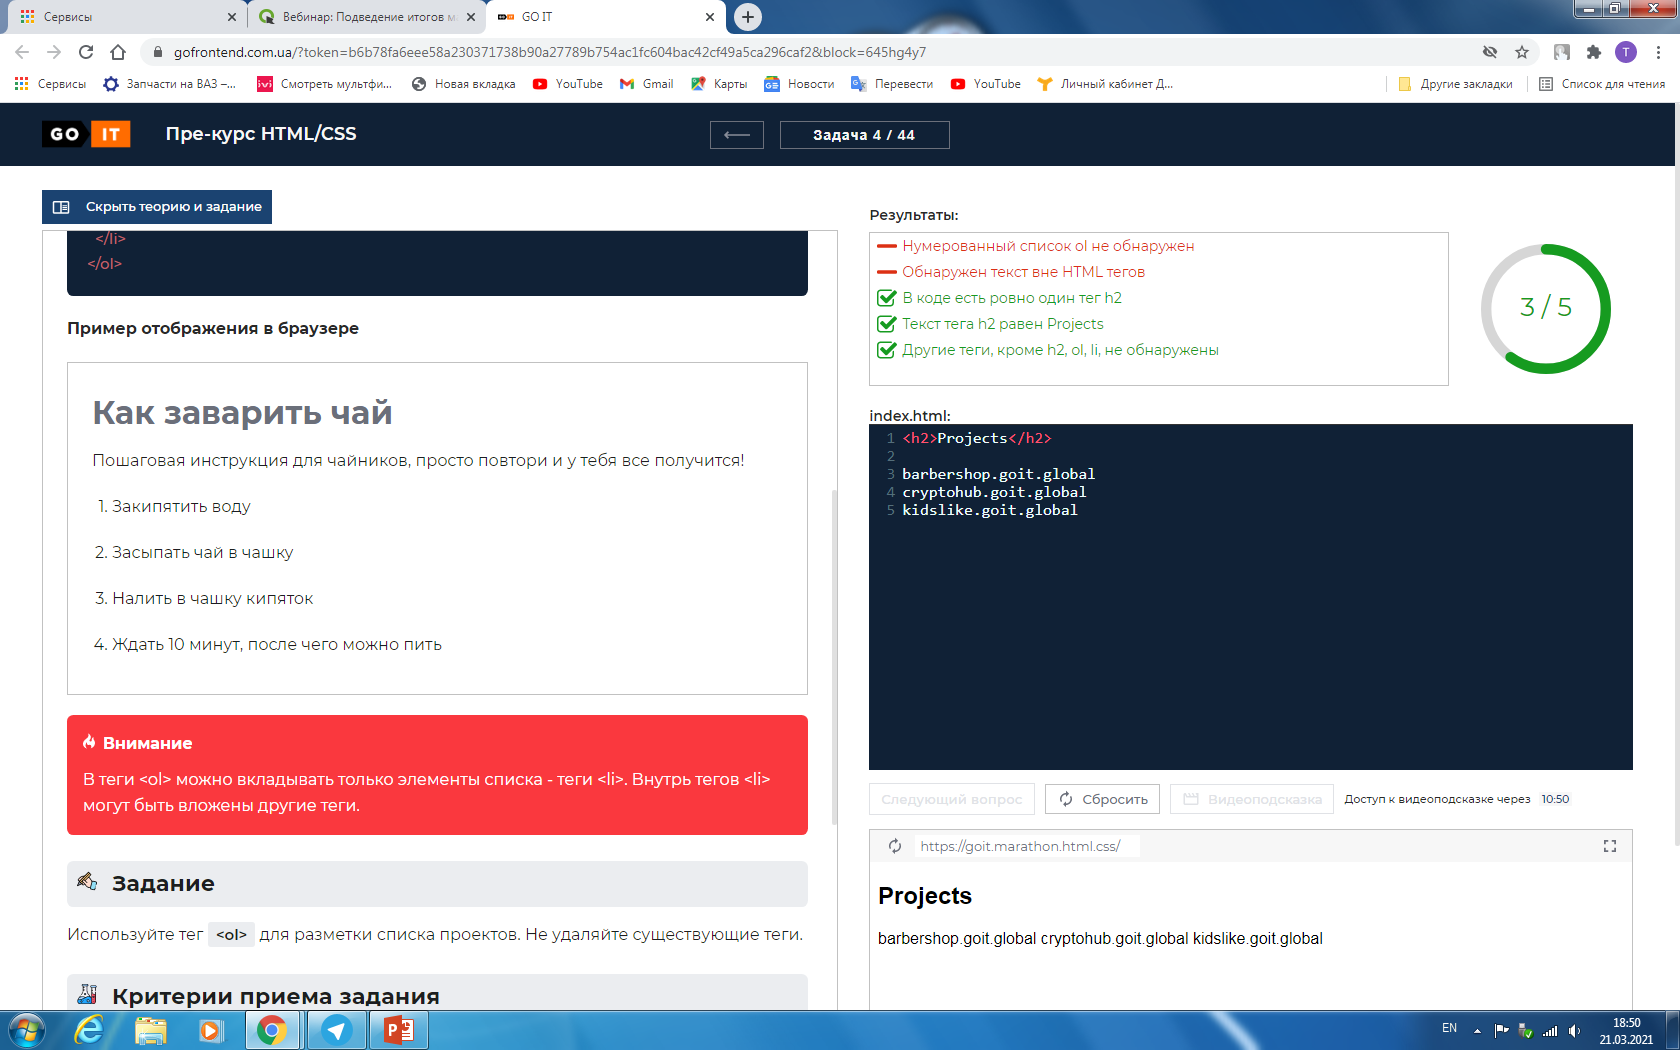 Сервисы
Вебинар: Подведение итогов м
GO IT
gofrontend.com.ua/?token=b6b78fa6eee58a230371738b90a27789b754ac1fc604bac42cf49a5ca296caf2&block=645hg4y7
T
Сервисы
Запчасти на ВАЗ –...
Смотреть мультфи...
Новая вкладка
YouTube
Gmail
Карты
Новости
Перевести
YouTube
Личный кабинет Д...
Другие закладки
Список для чтения
GO IT
Пре-курс HTML/CSS
Задача 4 / 44
Скрыть теорию и задание
</li>
</ol>
Пример отображения в браузере
Как заварить чай
Пошаговая инструкция для чайников, просто повтори и у тебя все получится!
1. Закипятить воду
2. Засыпать чай в чашку
3. Налить в чашку кипяток
4. Ждать 10 минут, после чего можно пить
Внимание
В теги <ol> можно вкладывать только элементы списка - теги <li>. Внутрь тегов <li>
могут быть вложены другие теги.
Задание
Используйте тег <ol> для разметки списка проектов. Не удаляйте существующие теги.
Критерии приема задания
Результаты:
Нумерованный список ol не обнаружен
Обнаружен текст вне HTML тегов
В коде есть ровно один тег h2
Текст тега h2 равен Projects
Другие теги, кроме h2, ol, li, не обнаружены
3 / 5
index.html:
1 <h2>Projects</h2>
2
3 barbershop.goit.global
4 cryptohub.goit.global
5 kidslike.goit.global
Следующий вопрос
Сбросить
Видеоподсказка
Доступ к видеоподсказке через 10:50
https://goit.marathon.html.css/
Projects
barbershop.goit.global cryptohub.goit.global kidslike.goit.global
EN
18:50
21.03.2021